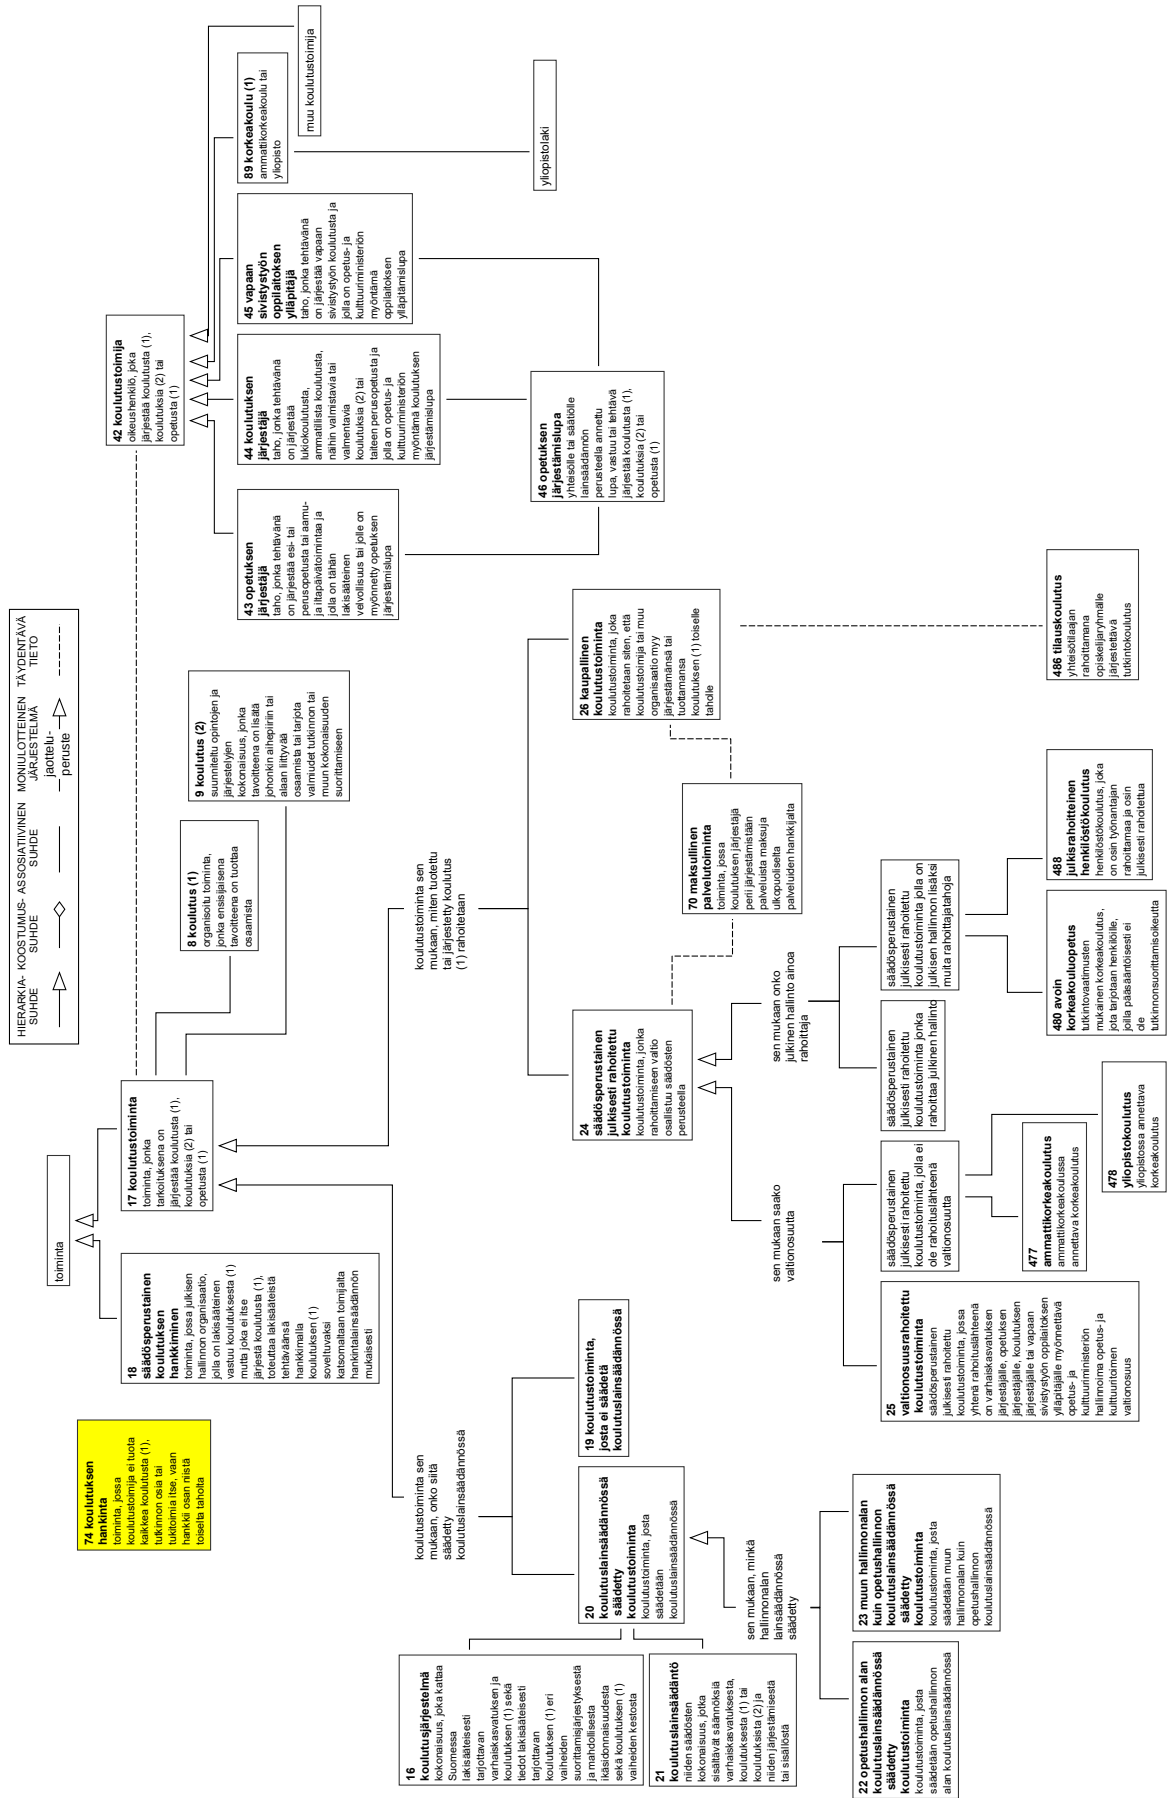 HIERARKIA-
SUHDE
KOOSTUMUS-
SUHDE
ASSOSIATIIVINEN
SUHDE
MONIULOTTEINEN
JÄRJESTELMÄ
jaottelu-
peruste
TÄYDENTÄVÄ
TIETO
toiminta
74 koulutuksen
hankinta
toiminta, jossa
koulutustoimija ei tuota
kaikkea koulutusta (1),
tutkinnon osia tai
tukitoimia itse, vaan
hankkii osan niistä
toiselta taholta
18
säädösperustainen
koulutuksen
hankkiminen
toiminta, jossa julkisen
hallinnon organisaatio,
jolla on lakisääteinen
vastuu koulutuksesta (1)
mutta joka ei itse
järjestä koulutusta (1),
toteuttaa lakisääteistä
tehtäväänsä
hankkimalla
koulutuksen (1)
soveltuvaksi
katsomaltaan toimijalta
hankintalainsäädännön
mukaisesti
17 koulutustoiminta
toiminta, jonka
tarkoituksena on
järjestää koulutusta (1),
koulutuksia (2) tai
opetusta (1)
8 koulutus (1)
organisoitu toiminta,
jonka ensisijaisena
tavoitteena on tuottaa
osaamista
9 koulutus (2)
suunniteltu opintojen ja
järjestelyjen
kokonaisuus, jonka
tavoitteena on lisätä
johonkin aihepiiriin tai
alaan liittyvää
osaamista tai tarjota
valmiudet tutkinnon tai
muun kokonaisuuden
suorittamiseen
42 koulutustoimija
oikeushenkilö, joka
järjestää koulutusta (1),
koulutuksia (2) tai
opetusta (1)
43 opetuksen
järjestäjä
taho, jonka tehtävänä
on järjestää esi- tai
perusopetusta tai aamu-
ja iltapäivätoimintaa ja
jolla on tähän
lakisääteinen
velvollisuus tai jolle on
myönnetty opetuksen
järjestämislupa
44 koulutuksen
järjestäjä
taho, jonka tehtävänä
on järjestää
lukiokoulutusta,
ammatillista koulutusta,
näihin valmistavia tai
valmentavia
koulutuksia (2) tai
taiteen perusopetusta ja
jolla on opetus- ja
kulttuuriministeriön
myöntämä koulutuksen
järjestämislupa
45 vapaan
sivistystyön
oppilaitoksen
ylläpitäjä
taho, jonka tehtävänä
on järjestää vapaan
sivistystyön koulutusta ja
jolla on opetus- ja
kulttuuriministeriön
myöntämä
oppilaitoksen
ylläpitämislupa
89 korkeakoulu (1)
ammattikorkeakoulu tai
yliopisto
muu koulutustoimija
yliopistolaki
46 opetuksen
järjestämislupa
yhteisölle tai säätiölle
lainsäädännön
perusteella annettu
lupa, vastuu tai tehtävä
järjestää koulutusta (1),
koulutuksia (2) tai
opetusta (1)
koulutustoiminta sen
mukaan, onko siitä
säädetty
koulutuslainsäädännössä
koulutustoiminta sen
mukaan, miten tuotettu
tai järjestetty koulutus
(1) rahoitetaan
16
koulutusjärjestelmä
kokonaisuus, joka kattaa
Suomessa
lakisääteisesti
tarjottavan
varhaiskasvatuksen ja
koulutuksen (1) sekä
tiedot lakisääteisesti
tarjottavan
koulutuksen (1) eri
vaiheiden
suorittamisjärjestyksestä
ja mahdollisesta
ikäsidonnaisuudesta
sekä koulutuksen (1)
vaiheiden kestosta
20
koulutuslainsäädännössä
säädetty
koulutustoiminta
koulutustoiminta, josta
säädetään
koulutuslainsäädännössä
19 koulutustoiminta,
josta ei säädetä
koulutuslainsäädännössä
21
koulutuslainsäädäntö
niiden säädösten
kokonaisuus, jotka
sisältävät säännöksiä
varhaiskasvatuksesta,
koulutuksesta (1) tai
koulutuksista (2) ja
niiden järjestämisestä
tai sisällöstä
sen mukaan, minkä
hallinnonalan
lainsäädännössä
säädetty
22 opetushallinnon alan
koulutuslainsäädännössä
säädetty
koulutustoiminta
koulutustoiminta, josta
säädetään opetushallinnon
alan koulutuslainsäädännössä
23 muun hallinnonalan
kuin opetushallinnon
koulutuslainsäädännössä
säädetty
koulutustoiminta
koulutustoiminta, josta
säädetään muun
hallinnonalan kuin
opetushallinnon
koulutuslainsäädännössä
24
säädösperustainen
julkisesti rahoitettu
koulutustoiminta
koulutustoiminta, jonka
rahoittamiseen valtio
osallistuu säädösten
perusteella
26 kaupallinen
koulutustoiminta
koulutustoiminta, joka
rahoitetaan siten, että
koulutustoimija tai muu
organisaatio myy
järjestämänsä tai
tuottamansa
koulutuksen (1) toiselle
taholle
70 maksullinen
palvelutoiminta
toiminta, jossa
koulutuksen järjestäjä
perii järjestämistään
palveluista maksuja
ulkopuoliselta
palveluiden hankkijalta
sen mukaan saako
valtionosuutta
sen mukaan onko
julkinen hallinto ainoa
rahoittaja
25
valtionosuusrahoitettu
koulutustoiminta
säädösperustainen
julkisesti rahoitettu
koulutustoiminta, jossa
yhtenä rahoituslähteenä
on varhaiskasvatuksen
järjestäjälle, opetuksen
järjestäjälle, koulutuksen
järjestäjälle tai vapaan
sivistystyön oppilaitoksen
ylläpitäjälle myönnettävä
opetus- ja
kulttuuriministeriön
hallinnoima opetus- ja
kulttuuritoimen
valtionosuus
säädösperustainen
julkisesti rahoitettu
koulutustoiminta, jolla ei
ole rahoituslähteenä
valtionosuutta
säädösperustainen
julkisesti rahoitettu
koulutustoiminta jonka
rahoittaa julkinen hallinto
säädösperustainen
julkisesti rahoitettu
koulutustoiminta jolla on
julkisen hallinnon lisäksi
muita rahoittajatahoja
477
ammattikorkeakoulutus
ammattikorkeakoulussa
annettava korkeakoulutus
478
yliopistokoulutus
yliopistossa annettava
korkeakoulutus
480 avoin
korkeakouluopetus
tutkintovaatimusten
mukainen korkeakoulutus,
jota tarjotaan henkilöille,
joilla pääsääntöisesti ei
ole
tutkinnonsuorittamisoikeutta
488
julkisrahoitteinen
henkilöstökoulutus
henkilöstökoulutus, joka
on osin työnantajan
rahoittamaa ja osin
julkisesti rahoitettua
486 tilauskoulutus
yhteisötilaajan
rahoittamana
opiskelijaryhmälle
järjestettävä
tutkintokoulutus